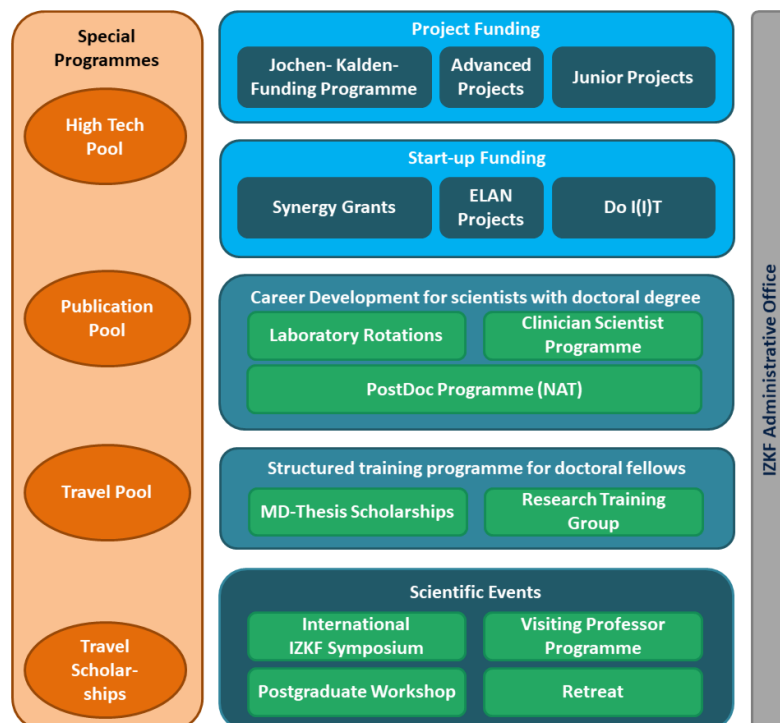 Special
Programmes
High Tech
Pool
Publication
Pool
Travel Pool
Travel
Scholar-
ships
Project Funding
Jochen- Kalden-
Funding Programme
Advanced
Projects
Junior Projects
Start-up Funding
Synergy Grants
ELAN
Projects
Do I(I)T
Career Development for scientists with doctoral degree
Laboratory Rotations
Clinician Scientist
Programme
PostDoc Programme (NAT)
Structured training programme for doctoral fellows
MD-Thesis Scholarships
Research Training
Group
Scientific Events
International
IZKF Symposium
Visiting Professor
Programme
Postgraduate Workshop
Retreat
IZKF Administrative Office